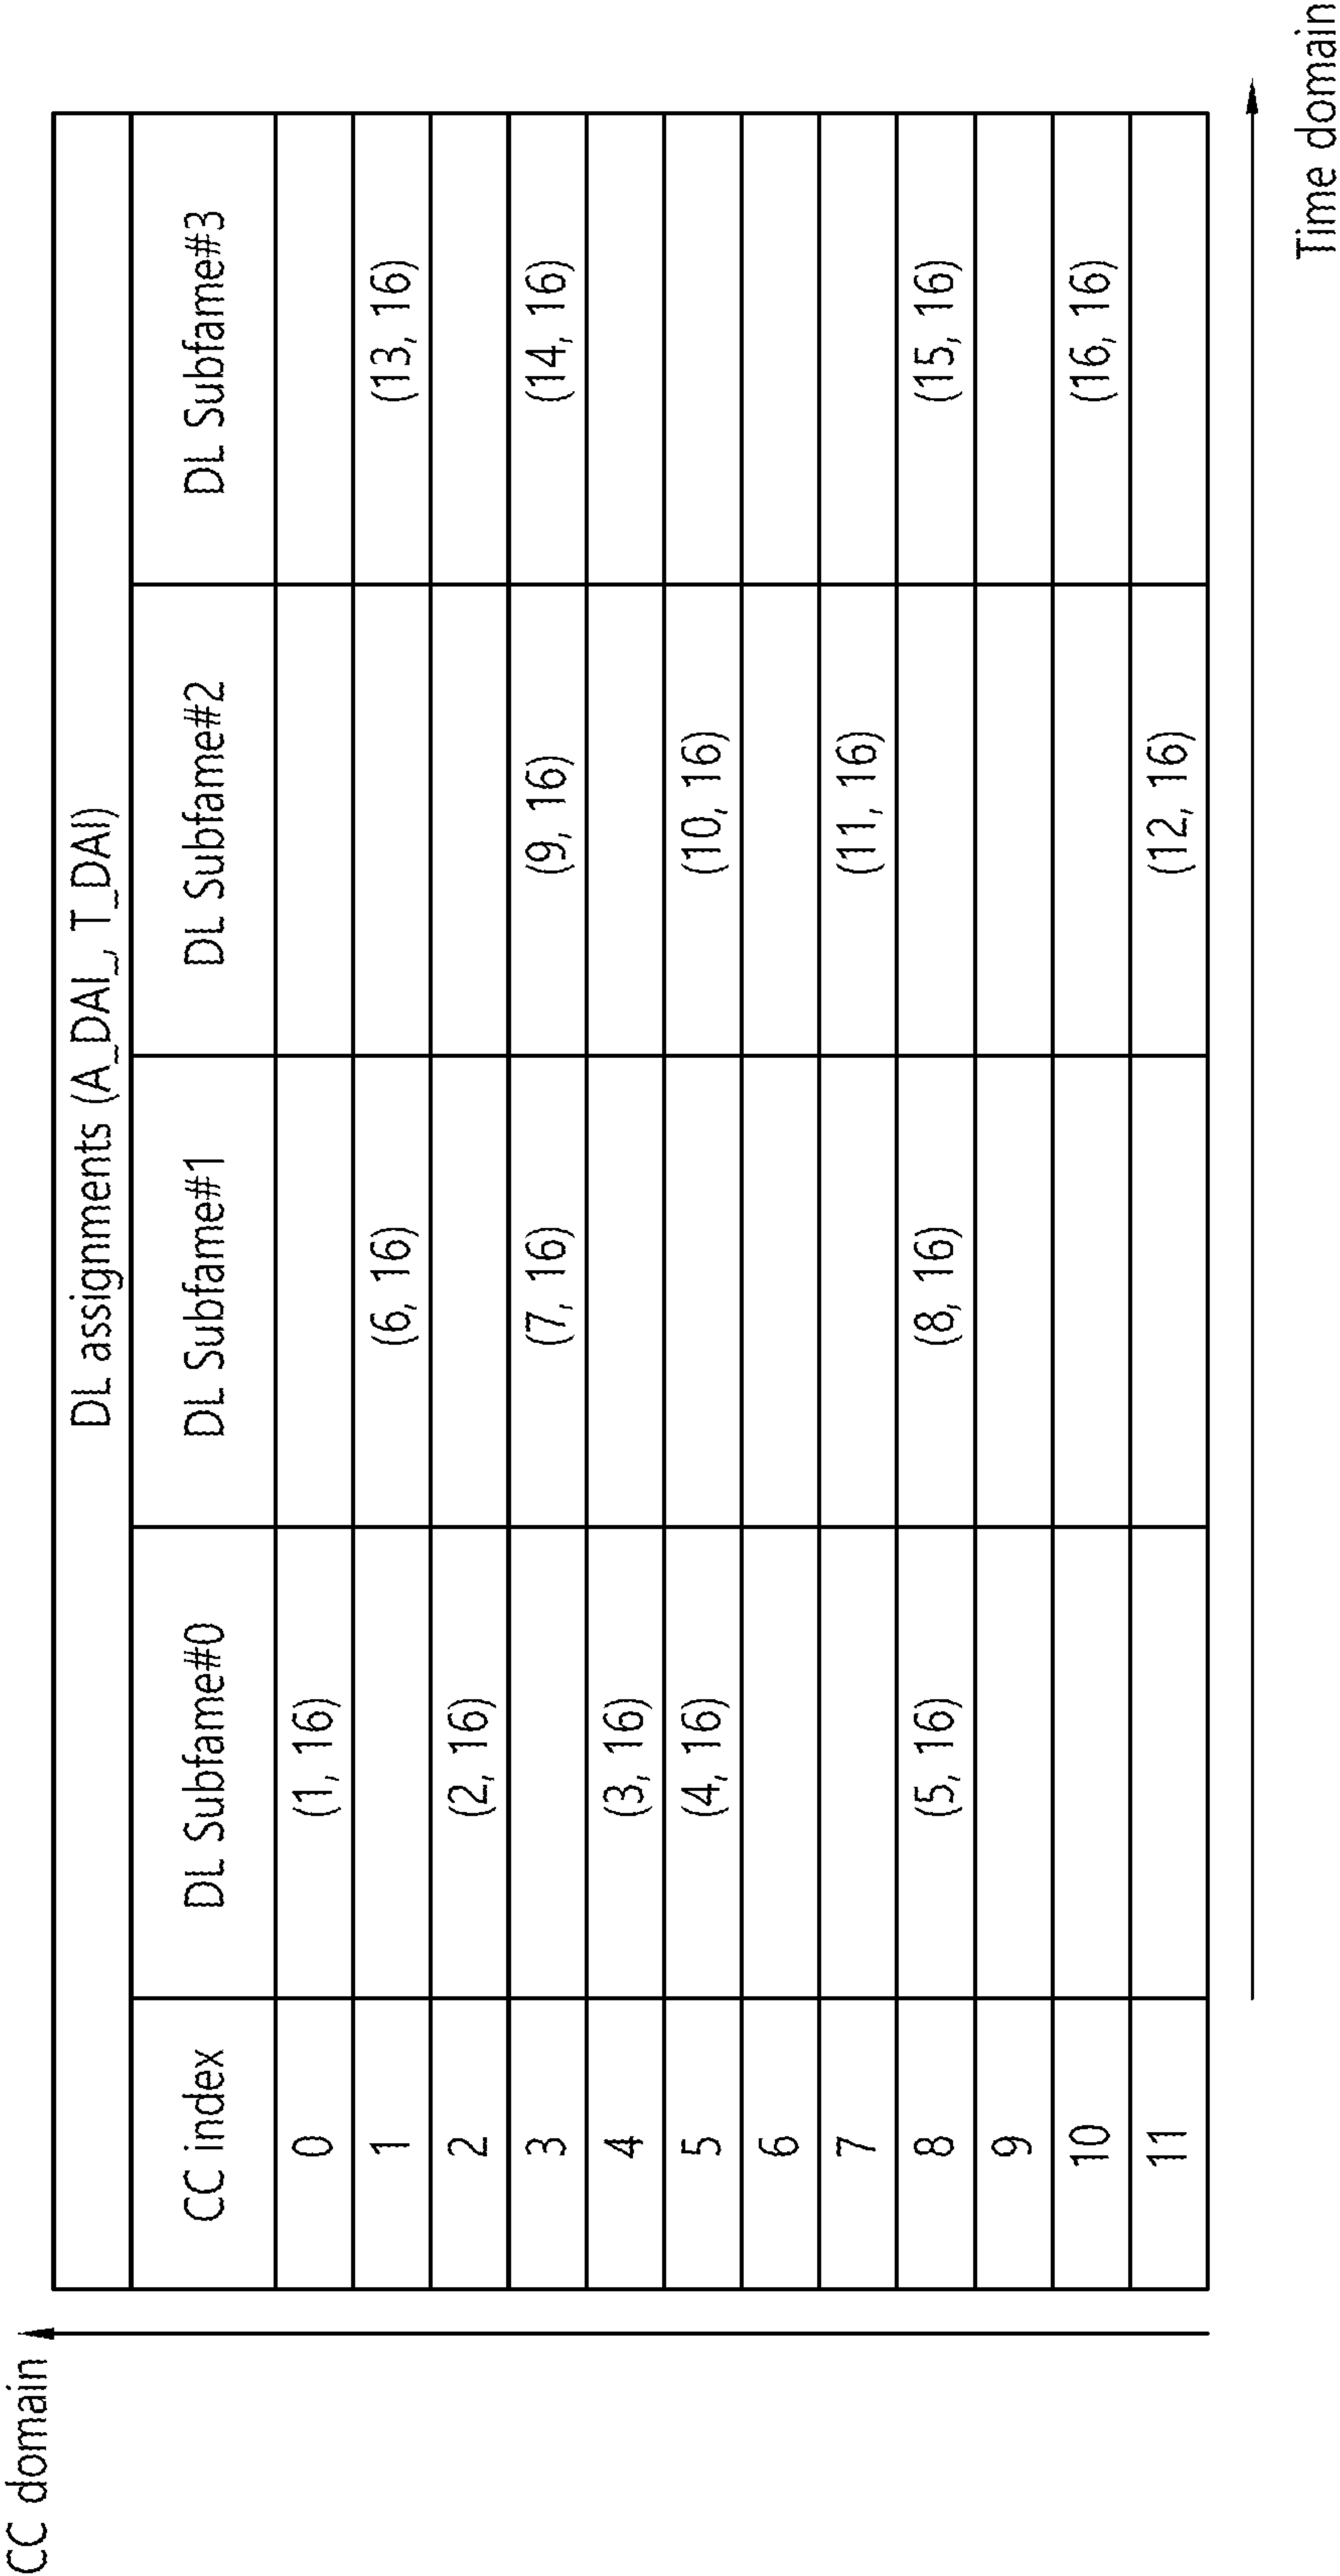 CC domain
DL assignments (A_DAI_, T_DAI)
CC index DL Subfame#0 DL Subfame#1 DL Subfame#2 DL Subfame#3
0 (1, 16)
1 (6, 16) (13, 16)
2 (2, 16)
3 (7, 16) (9, 16) (14, 16)
4 (3, 16)
5 (4, 16) (10, 16)
6
7 (11, 16)
8 (5, 16) (8, 16) (15, 16)
9
10 (16, 16)
11 (12, 16)
Time domain